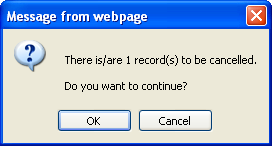 Message from webpage
There is/are 1 record(s) to be cancelled.
Do you want to continue?
OK
Cancel